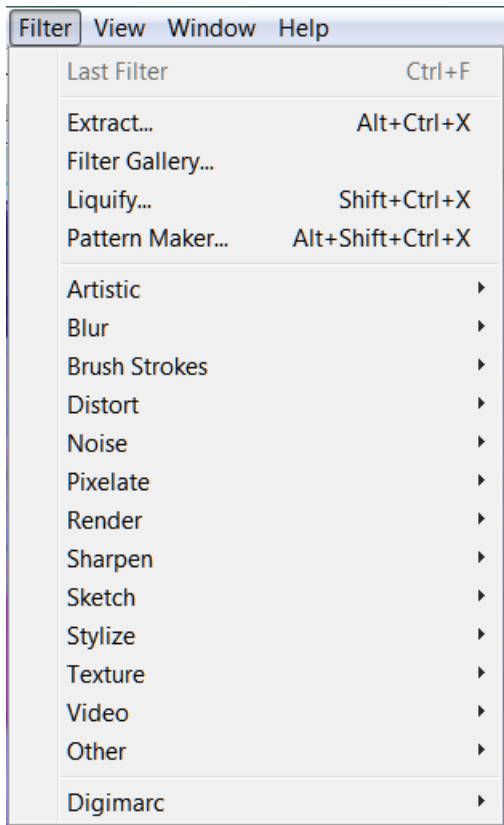 Filter View Window Help
Last Filter Ctrl+F
Extract... Alt+Ctrl+X
Filter Gallery...
Liquify... Shift+Ctrl+X
Pattern Maker... Alt+Shift+Ctrl+X
Artistic
Blur
Brush Strokes
Distort
Noise
Pixelate
Render
Sharpen
Sketch
Stylize
Texture
Video
Other
Digimarc